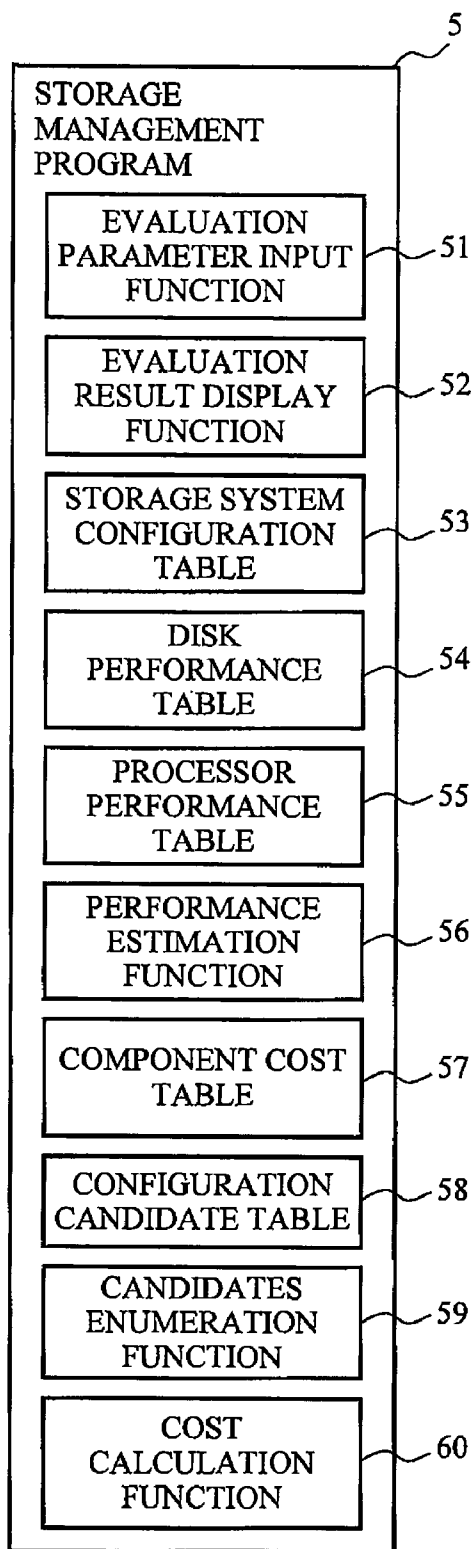 5
STORAGE
MANAGEMENT
PROGRAM
EVALUATION
PARAMETER INPUT
FUNCTION
51
EVALUATION
RESULT DISPLAY
FUNCTION
52
STORAGE SYSTEM
CONFIGURATION
TABLE
53
DISK
PERFORMANCE
TABLE
54
PROCESSOR
PERFORMANCE
TABLE
55
PERFORMANCE
ESTIMATION
FUNCTION
56
COMPONENT COST
TABLE
57
CONFIGURATION
CANDIDATE TABLE
58
CANDIDATES
ENUMERATION
FUNCTION
59
COST
CALCULATION
FUNCTION
60